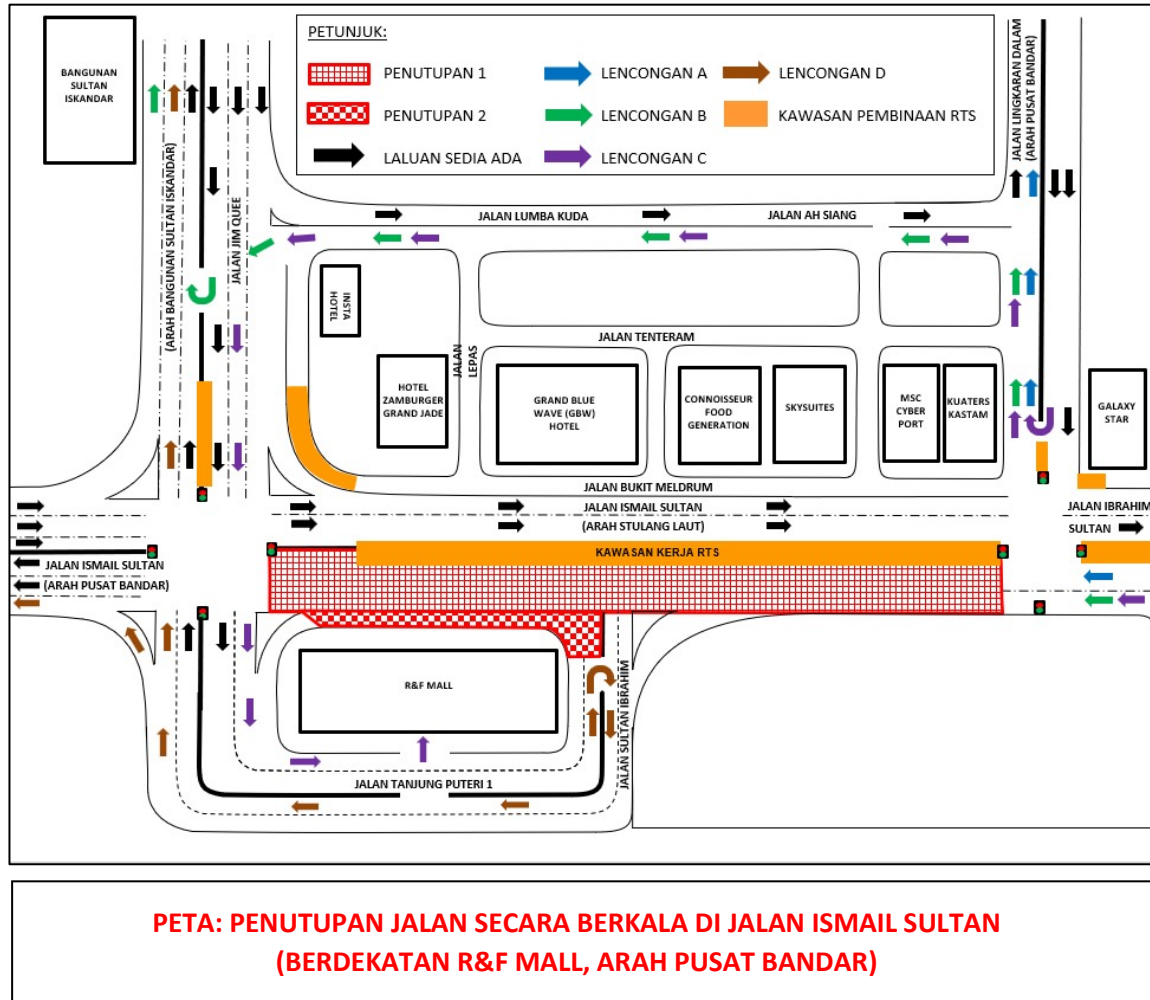 BANGUNAN
SULTAN
ISKANDAR
PETUNJUK:
PENUTUPAN 1
LENCONGAN A
LENCONGAN D
PENUTUPAN 2
LENCONGAN B
KAWASAN PEMBINAAN RTS
LALUAN SEDIA ADA
LENCONGAN C
JALAN LINGKARAN DALAM
(ARAH PUSAT BANDAR)
(ARAH BANGUNAN SULTAN ISKANDAR)
JALAN JIM QUEE
JALAN LUMBA KUDA
JALAN AH SIANG
INSTA
HOTEL
JALAN TENTERAM
JALAN
LEPAS
HOTEL
ZAMBURGER
GRAND JADE
GRAND BLUE
WAVE (GBW)
HOTEL
CONNOISSEUR
FOOD
GENERATION
SKYSUITES
MSC
CYBER
PORT
KUATERS
KASTAM
GALAXY
STAR
JALAN BUKIT MELDRUM
JALAN ISMAIL SULTAN
(ARAH STULANG LAUT)
JALAN IBRAHIM
SULTAN
KAWASAN KERJA RTS
JALAN ISMAIL SULTAN
(ARAH PUSAT BANDAR)
R&F MALL
JALAN SULTAN IBRAHIM
JALAN TANJUNG PUTERI 1
PETA: PENUTUPAN JALAN SECARA BERKALA DI JALAN ISMAIL SULTAN
(BERDEKATAN R&F MALL, ARAH PUSAT BANDAR)